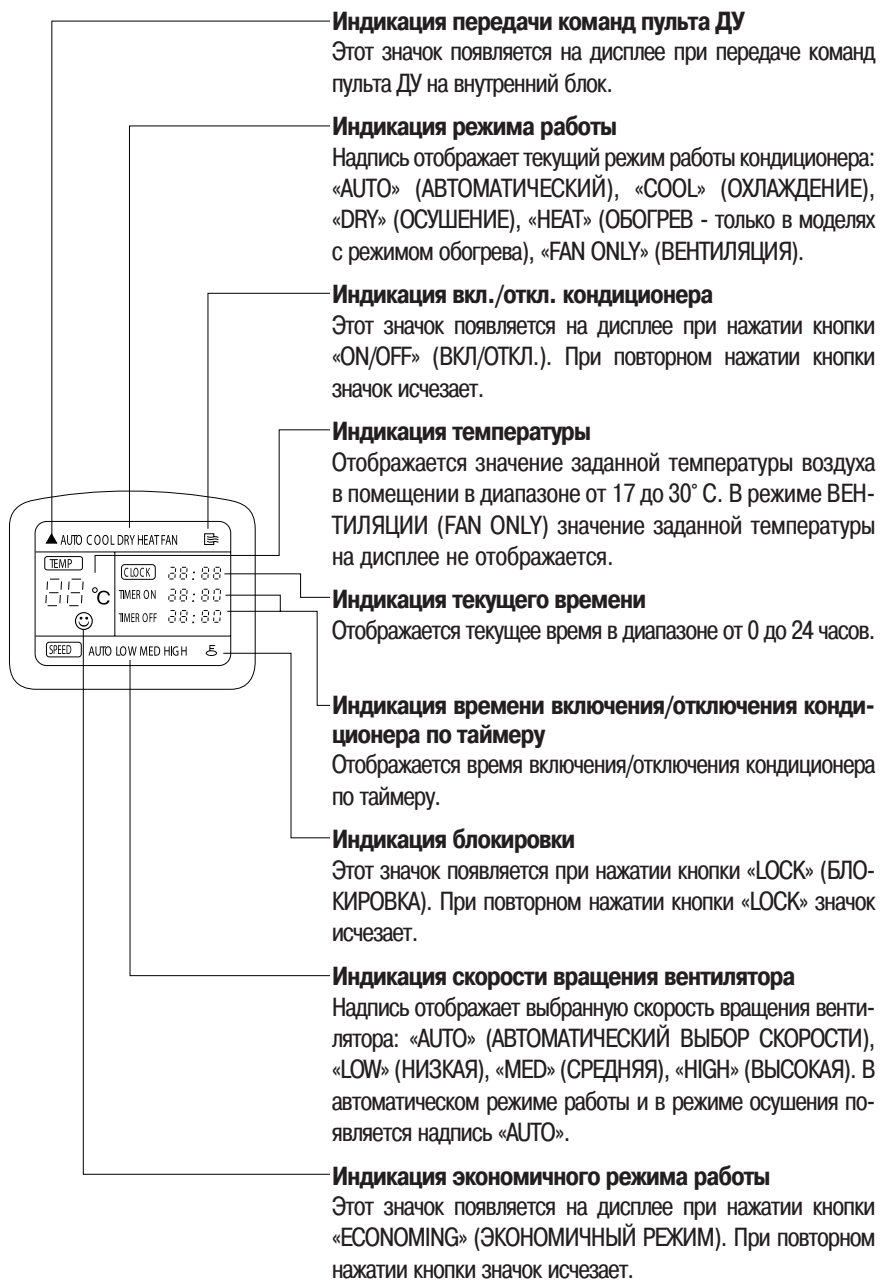 Индикация передачи команд пульта ДУ
Этот значок появляется на дисплее при передаче команд
пульта ДУ на внутренний блок.
Индикация режима работы
Надпись отображает текущий режим работы кондиционера:
«AUTO» (АВТОМАТИЧЕСКИЙ), «COOL» (ОХЛАЖДЕНИЕ),
«DRY» (ОСУШЕНИЕ), «HEAT» (ОБОГРЕВ - только в моделях
с режимом обогрева), «FAN ONLY» (ВЕНТИЛЯЦИЯ).
Индикация вкл./откл. кондиционера
Этот значок появляется на дисплее при нажатии кнопки
«ON/OFF» (ВКЛ/ОТКЛ.). При повторном нажатии кнопки
значок исчезает.
Индикация температуры
Отображается значение заданной температуры воздуха
в помещении в диапазоне от 17 до 30° С. В режиме ВЕН-
ТИЛЯЦИИ (FAN ONLY) значение заданной температуры
на дисплее не отображается.
Индикация текущего времени
Отображается текущее время в диапазоне от 0 до 24 часов.
Индикация времени включения/отключения конди-
ционера по таймеру
Отображается время включения/отключения кондиционера
по таймеру.
Индикация блокировки
Этот значок появляется при нажатии кнопки «LOCK» (БЛО-
КИРОВКА). При повторном нажатии кнопки «LOCK» значок
исчезает.
Индикация скорости вращения вентилятора
Надпись отображает выбранную скорость вращения венти-
лятора: «AUTO» (АВТОМАТИЧЕСКИЙ ВЫБОР СКОРОСТИ),
«LOW» (НИЗКАЯ), «MED» (СРЕДНЯЯ), «HIGH» (ВЫСОКАЯ). В
автоматическом режиме работы и в режиме осушения по-
является надпись «AUTO».
Индикация экономичного режима работы
Этот значок появляется на дисплее при нажатии кнопки
«ECONOMING» (ЭКОНОМИЧНЫЙ РЕЖИМ). При повторном
нажатии кнопки значок исчезает.
AUTO COOL DRY HEAT FAN
TEMP
88 °C
CLOCK 88:88
TIMER ON 88:80
TIMER OFF 88:80
SPEED AUTO LOW MED HIGH